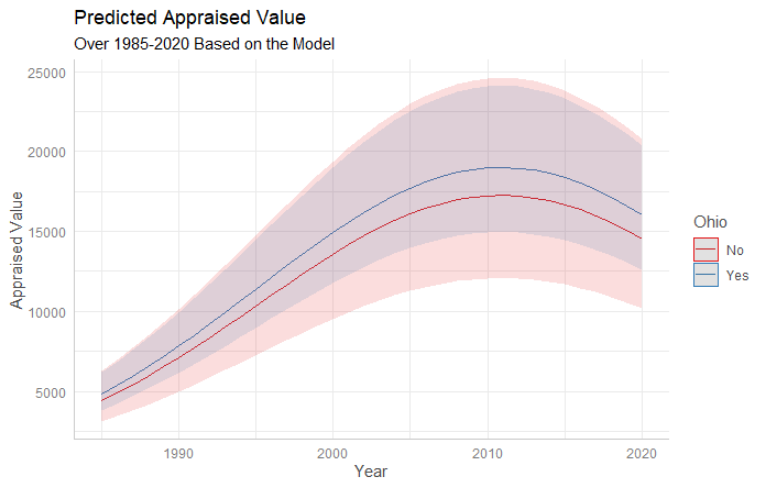 Predicted Appraised Value
Over 1985-2020 Based on the Model
25000
20000
15000
10000
5000
Appraised Value
1990
2000
2010
2020
Year
Ohio
No
Yes